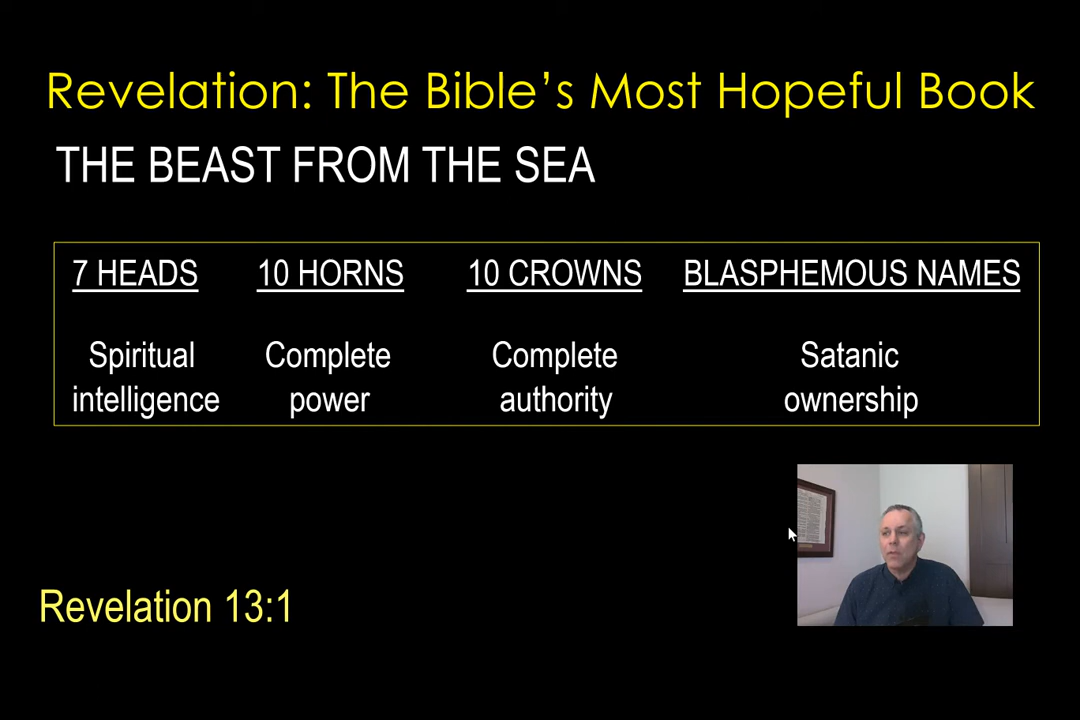 Revelation: The Bible’s Most Hopeful Book
THE BEAST FROM THE SEA
7 HEADS 10 HORNS 10 CROWNS BLASPHEMOUS NAMES
Spiritual Complete Complete Satanic
intelligence power authority ownership
Revelation 13:1